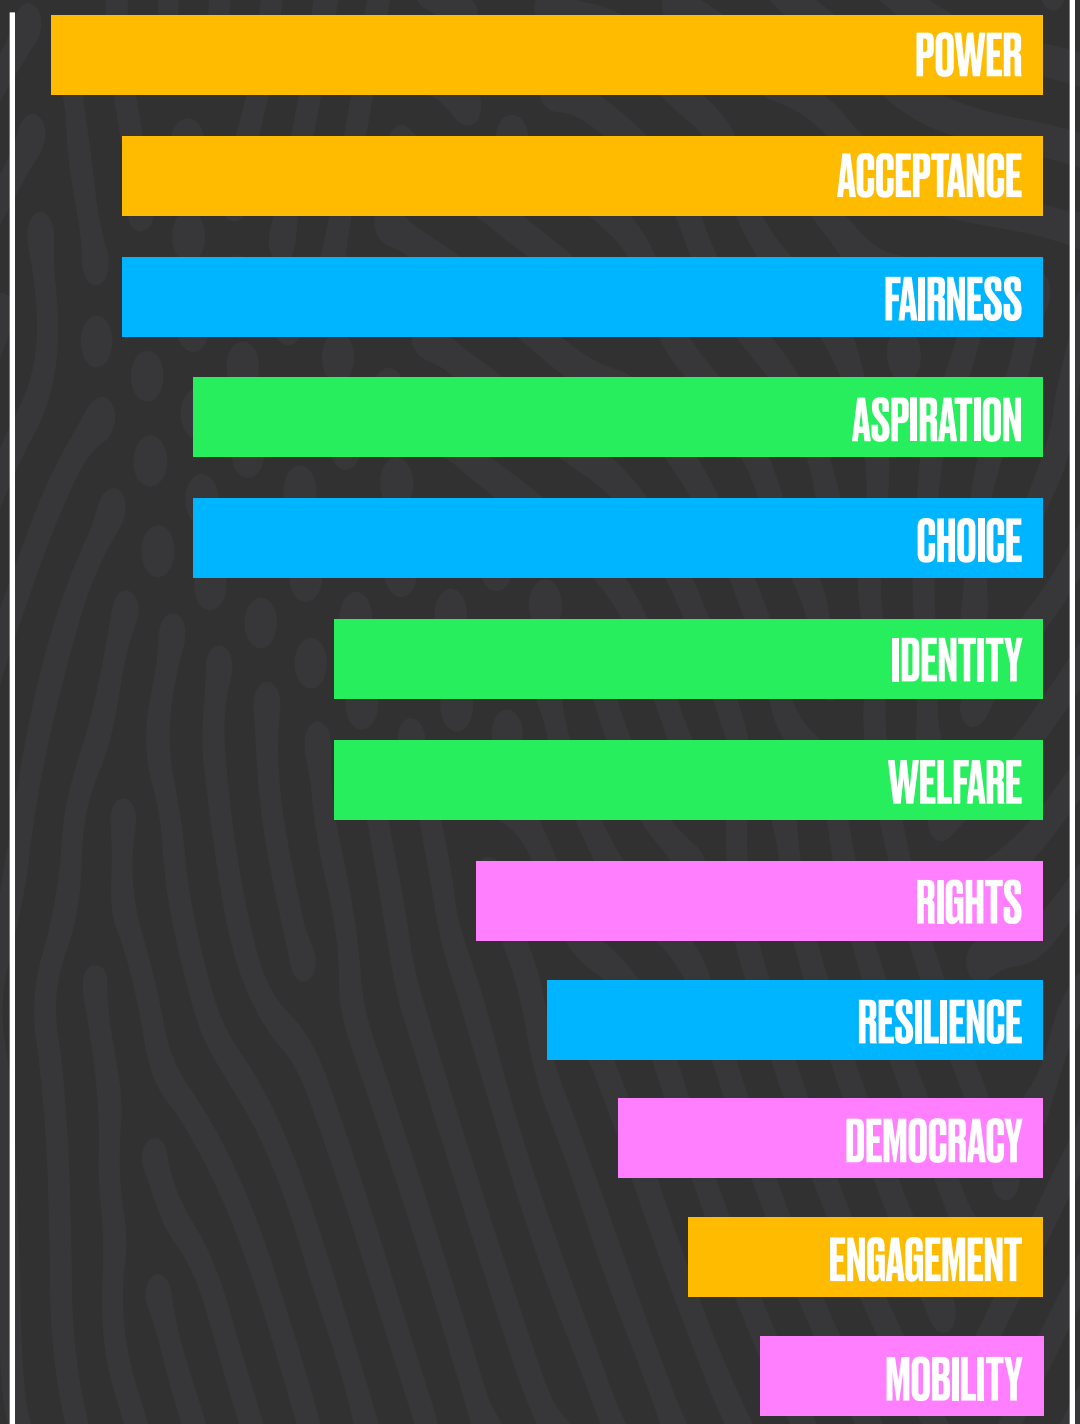 POWER
ACCEPTANCE
FAIRNESS
ASPIRATION
CHOICE
IDENTITY
WELFARE
RIGHTS
RESILIENCE
DEMOCRACY
ENGAGEMENT
MOBILITY